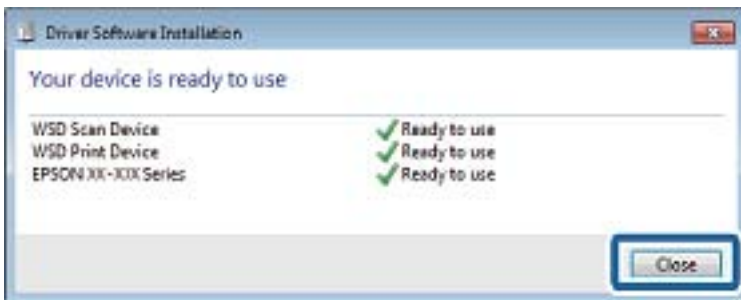 Driver Software Installation
Your device is ready to use
WSD Scan Device Ready to use
WSD Print Device Ready to use
EPSON XX-XXX Series Ready to use
Close